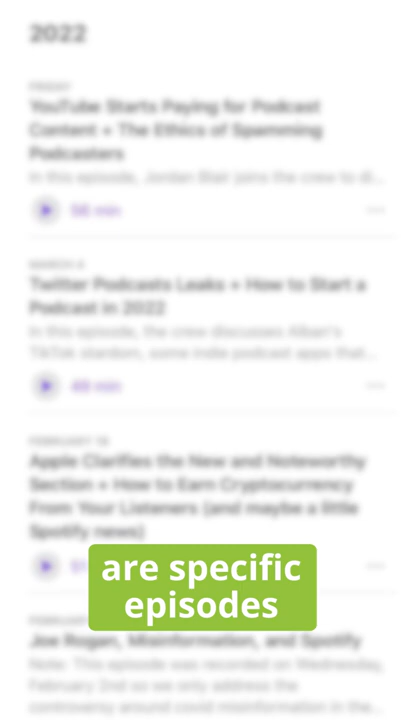 2022
FRIDAY
YouTube Starts Paying for Podcast
Content + The Ethics of Spamming
Podcasters
In this episode, Jordan Blair joins the crew to di...
56 min
MARCH 4
Twitter Podcasts Leaks + How to Start a
Podcast in 2022
In this episode, the crew discusses Alban's
TikTok stardom, some indie podcast apps that...
49 min
FEBRUARY 18
Apple Clarifies the New and Noteworthy
Section + How to Earn Cryptocurrency
From Your Listeners (and maybe a little
Spotify news)
are specific
episodes
FEBRUARY
Joe Rogan, Misinformation, and Spotify
Note: This episode was recorded on Wednesday,
February 2nd so we only address the
controversy around covid misinformation in the...